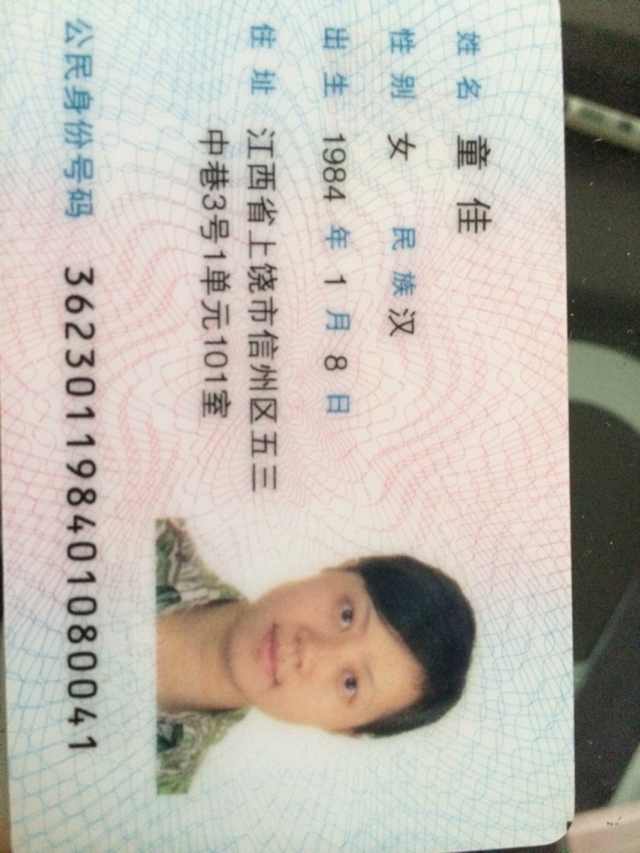 姓名 童佳
性别 女 民族 汉
出生 1984 年 1 月 8 日
住址 江西省上饶市信州区五三
中巷3号1单元101室
公民身份号码 362301198401080041